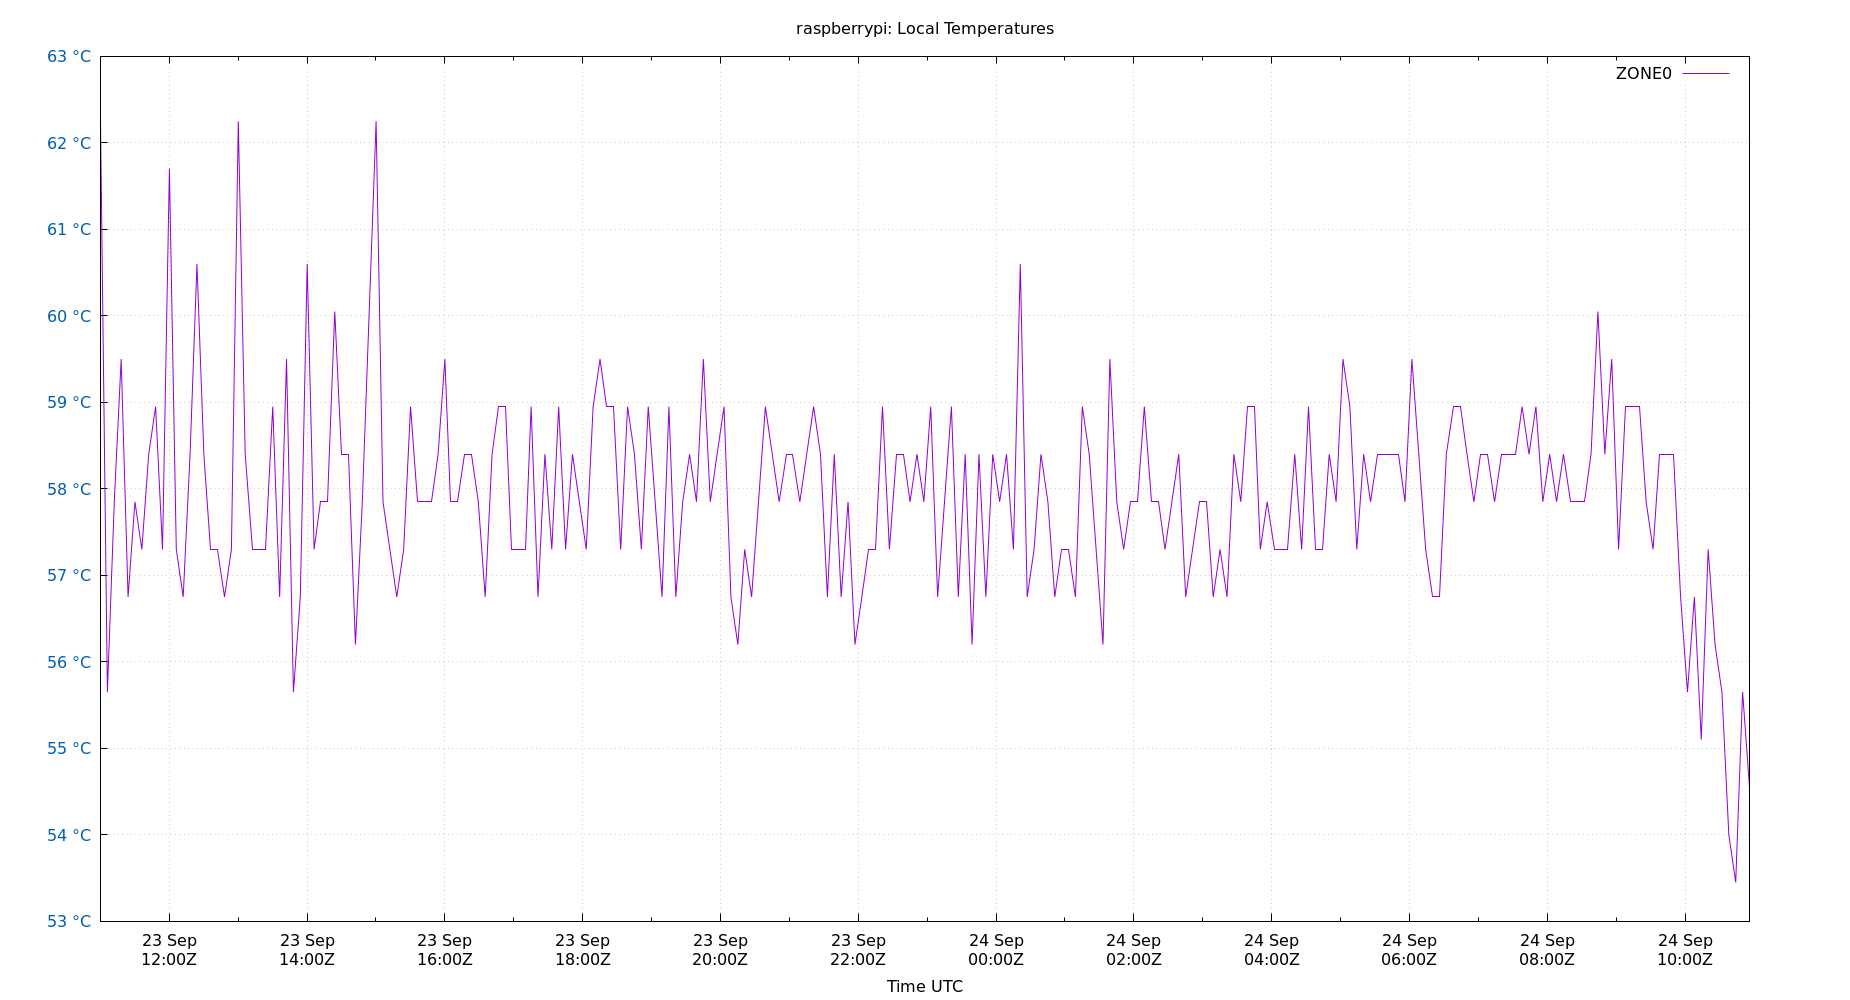 raspberrypi: Local Temperatures
ZONE0
63 °C
62 °C
61 °C
60 °C
59 °C
58 °C
57 °C
56 °C
55 °C
54 °C
53 °C
23 Sep 23 Sep 23 Sep 23 Sep 23 Sep 23 Sep 24 Sep 24 Sep 24 Sep 24 Sep 24 Sep 24 Sep
12:00Z 14:00Z 16:00Z 18:00Z 20:00Z 22:00Z 00:00Z 02:00Z 04:00Z 06:00Z 08:00Z 10:00Z
Time UTC